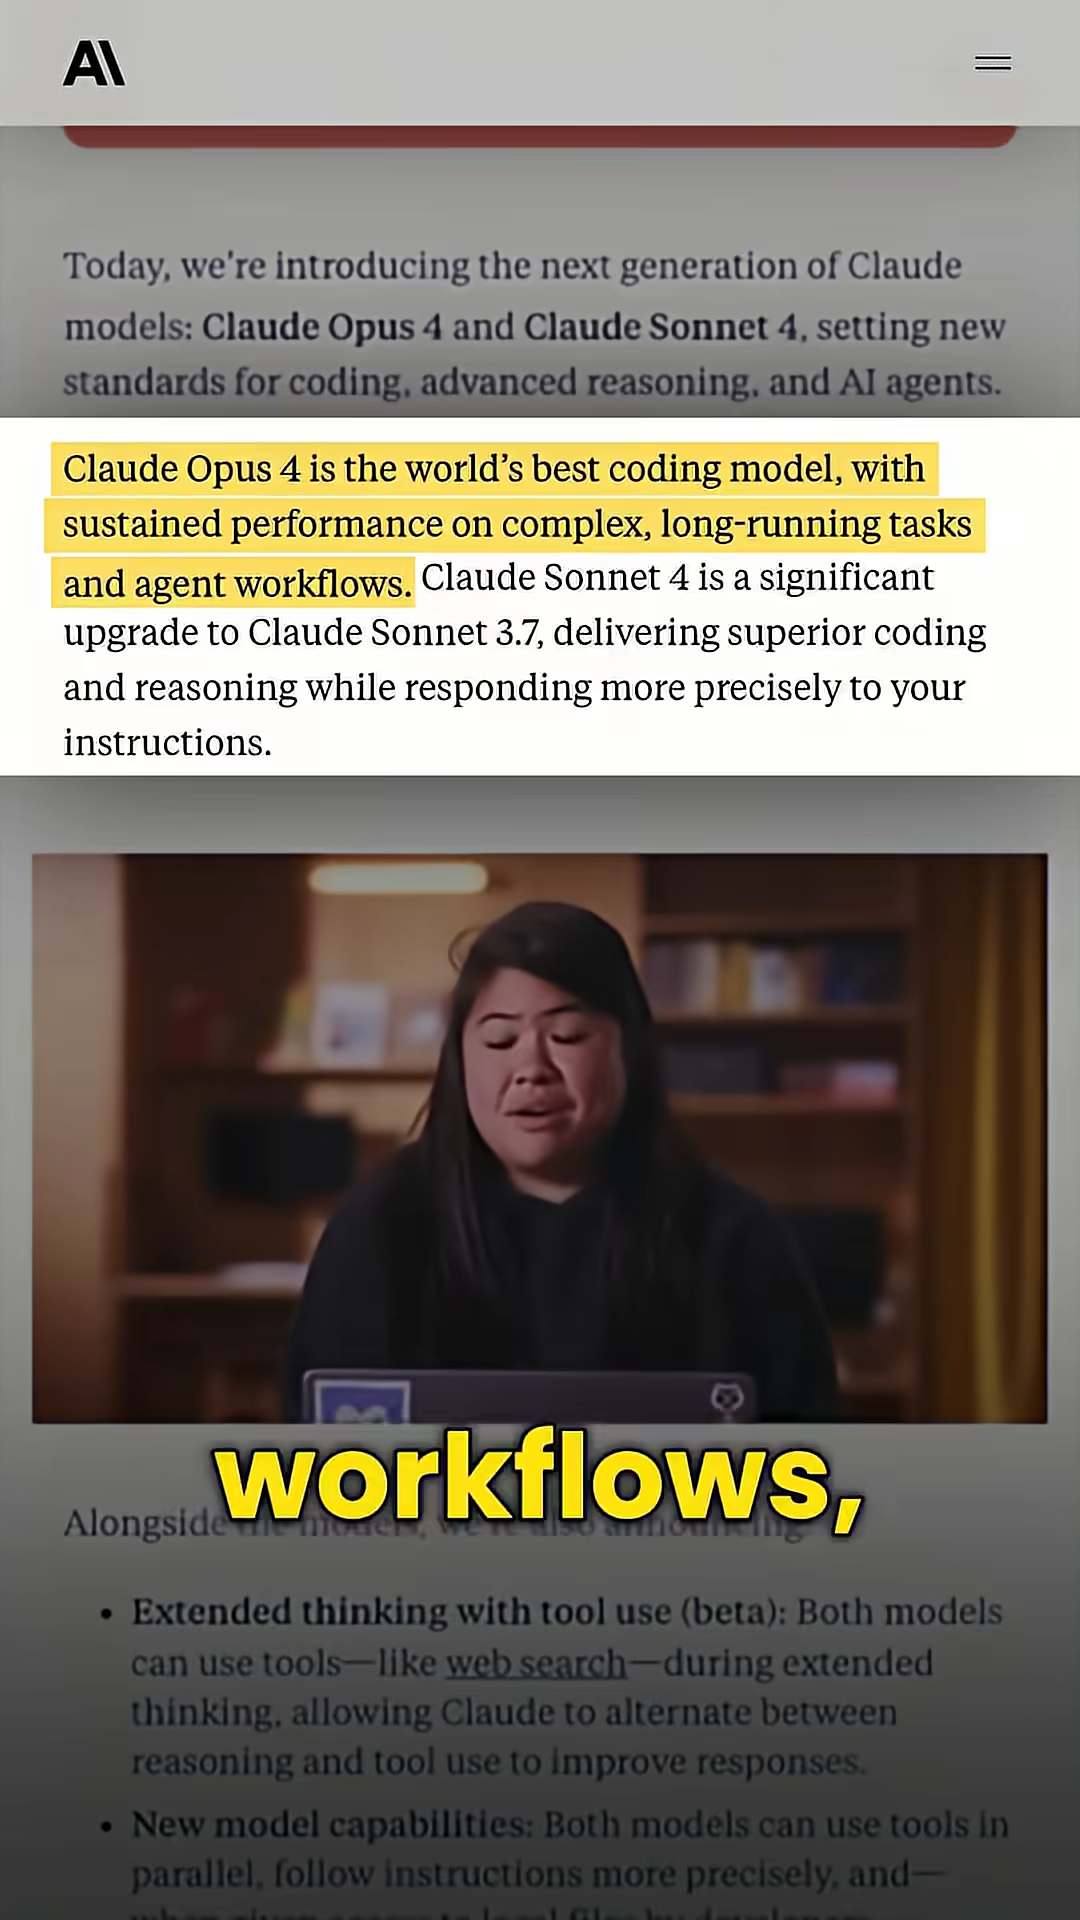 A\
Today, we're introducing the next generation of Claude
models: Claude Opus 4 and Claude Sonnet 4, setting new
standards for coding, advanced reasoning, and AI agents.
Claude Opus 4 is the world’s best coding model, with
sustained performance on complex, long-running tasks
and agent workflows. Claude Sonnet 4 is a significant
upgrade to Claude Sonnet 3.7, delivering superior coding
and reasoning while responding more precisely to your
instructions.
workflows,
Alongside the models, we're also announcing:
• Extended thinking with tool use (beta): Both models
can use tools—like web search—during extended
thinking, allowing Claude to alternate between
reasoning and tool use to improve responses.
• New model capabilities: Both models can use tools in
parallel, follow instructions more precisely, and—